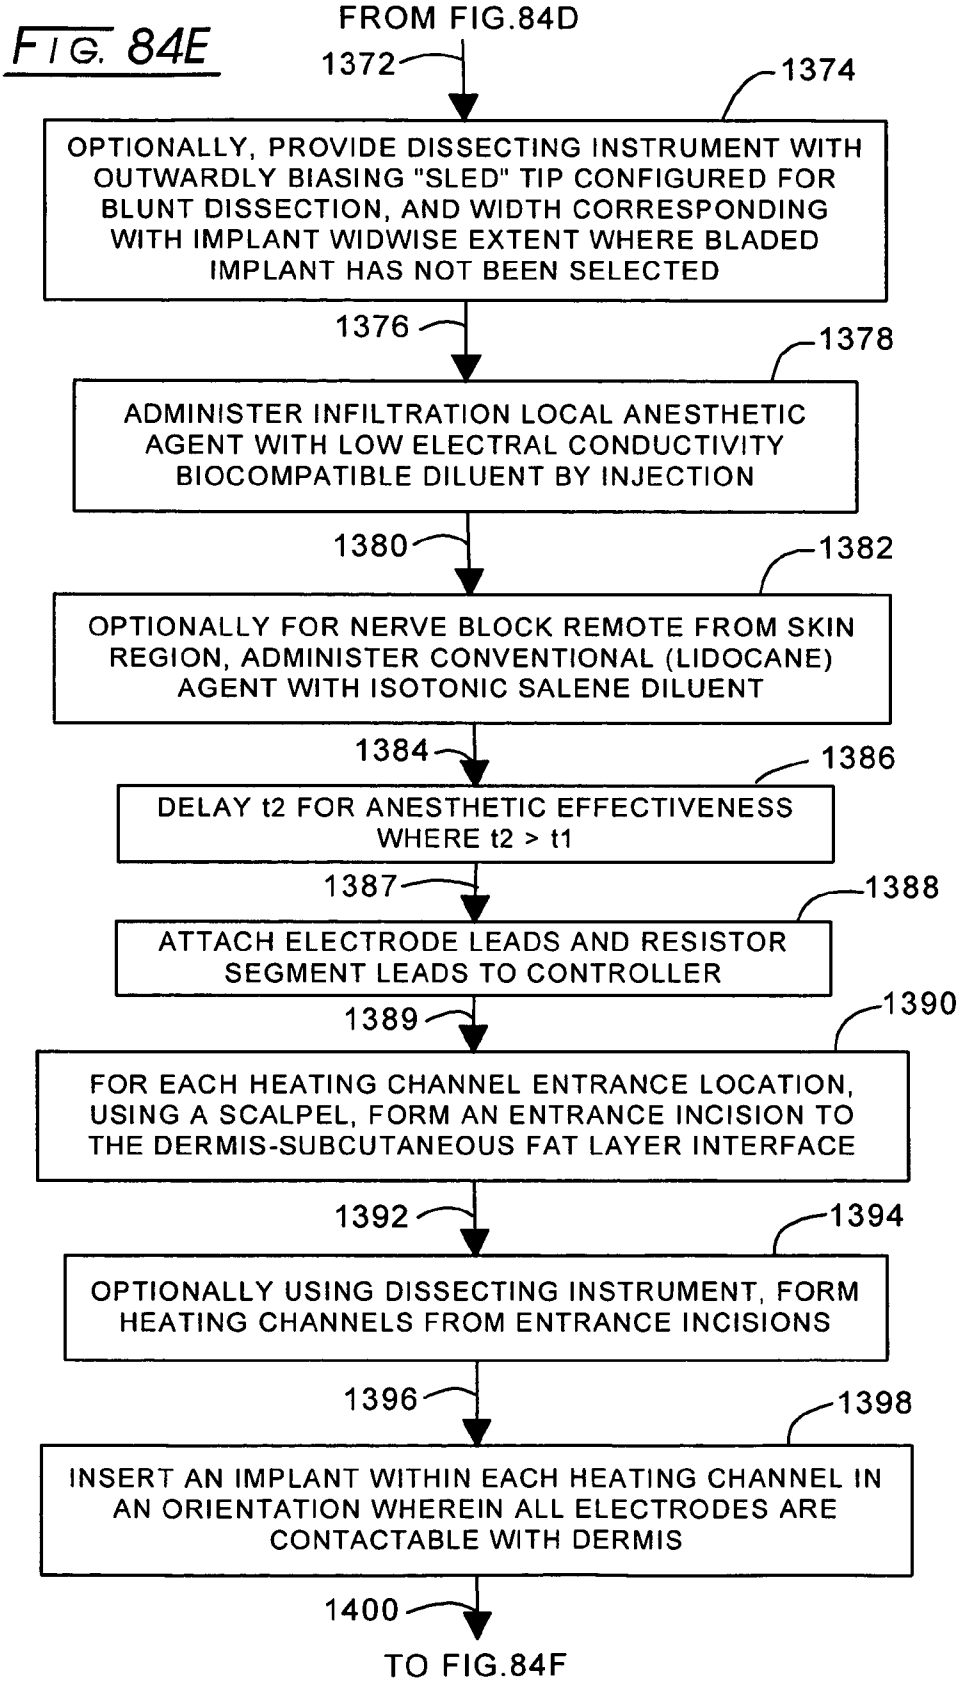 FROM FIG.84D
FIG. 84E
1372
1374
OPTIONALLY, PROVIDE DISSECTING INSTRUMENT WITH
OUTWARDLY BIASING "SLED" TIP CONFIGURED FOR
BLUNT DISSECTION, AND WIDTH CORRESPONDING
WITH IMPLANT WIDWISE EXTENT WHERE BLADED
IMPLANT HAS NOT BEEN SELECTED
1376
1378
ADMINISTER INFILTRATION LOCAL ANESTHETIC
AGENT WITH LOW ELECTRAL CONDUCTIVITY
BIOCOMPATIBLE DILUENT BY INJECTION
1380
1382
OPTIONALLY FOR NERVE BLOCK REMOTE FROM SKIN
REGION, ADMINISTER CONVENTIONAL (LIDOCANE)
AGENT WITH ISOTONIC SALENE DILUENT
1384
1386
DELAY t2 FOR ANESTHETIC EFFECTIVENESS
WHERE t2 > t1
1387
1388
ATTACH ELECTRODE LEADS AND RESISTOR
SEGMENT LEADS TO CONTROLLER
1389
1390
FOR EACH HEATING CHANNEL ENTRANCE LOCATION,
USING A SCALPEL, FORM AN ENTRANCE INCISION TO
THE DERMIS-SUBCUTANEOUS FAT LAYER INTERFACE
1392
1394
OPTIONALLY USING DISSECTING INSTRUMENT, FORM
HEATING CHANNELS FROM ENTRANCE INCISIONS
1396
1398
INSERT AN IMPLANT WITHIN EACH HEATING CHANNEL IN
AN ORIENTATION WHEREIN ALL ELECTRODES ARE
CONTACTABLE WITH DERMIS
1400
TO FIG.84F